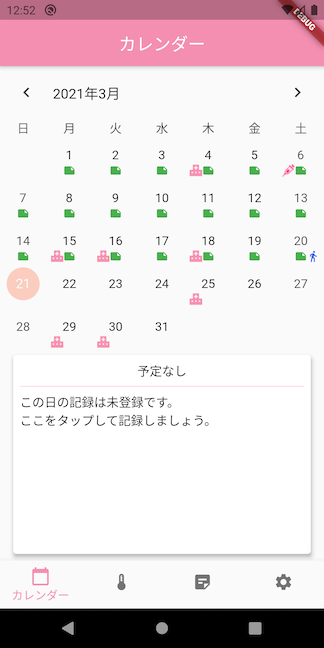 12:52
DEBUG
カレンダー
2021年3月
日 月 火 水 木 金 土
1 2 3 4 5 6
7 8 9 10 11 12 13
14 15 16 17 18 19 20
21 22 23 24 25 26 27
28 29 30 31
予定なし
この日の記録は未登録です。
ここをタップして記録しましょう。
カレンダー